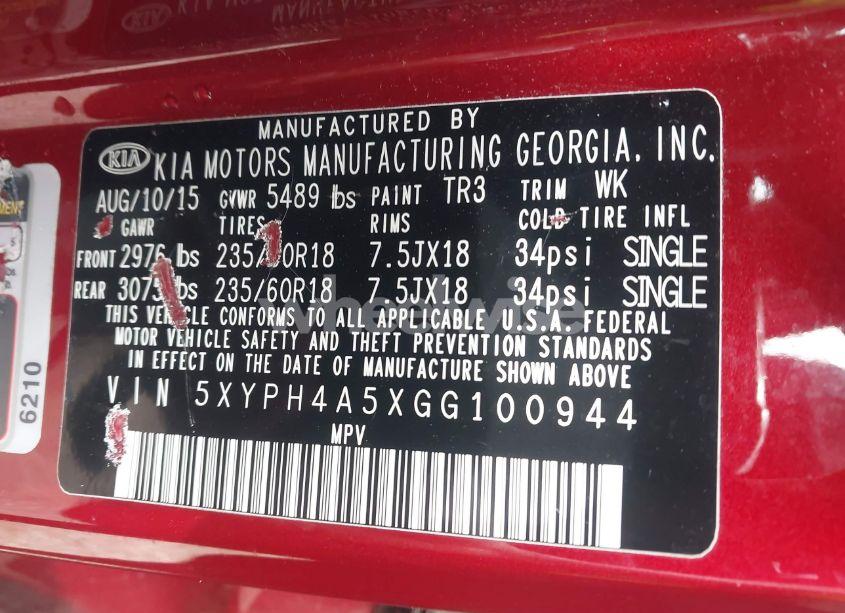 MANUFACTURED BY
KIA KIA MOTORS MANUFACTURING GEORGIA, INC.
AUG/10/15 GVWR 5489 lbs PAINT TR3 TRIM WK
GAWR TIRES RIMS COLD TIRE INFL
FRONT 2976 lbs 235/60R18 7.5JX18 34psi SINGLE
REAR lbs 235/60R18 7.5JX18 34psi SINGLE
THIS VEHICLE CONFORMS TO ALL APPLICABLE U.S.A. FEDERAL
MOTOR VEHICLE SAFETY AND THEFT PREVENTION STANDARDS
IN EFFECT ON THE DATE OF MANUFACTURE SHOWN ABOVE
VIN 5XYPH4A5XGG100944
MPV
6210
wheelwise